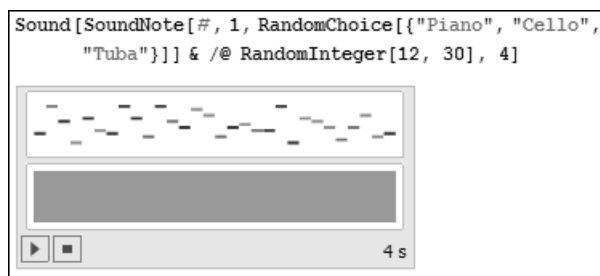 Sound[SoundNote[#, 1, RandomChoice[{"Piano", "Cello",
"Tuba"}]] & /@ RandomInteger[12, 30], 4]
4 s